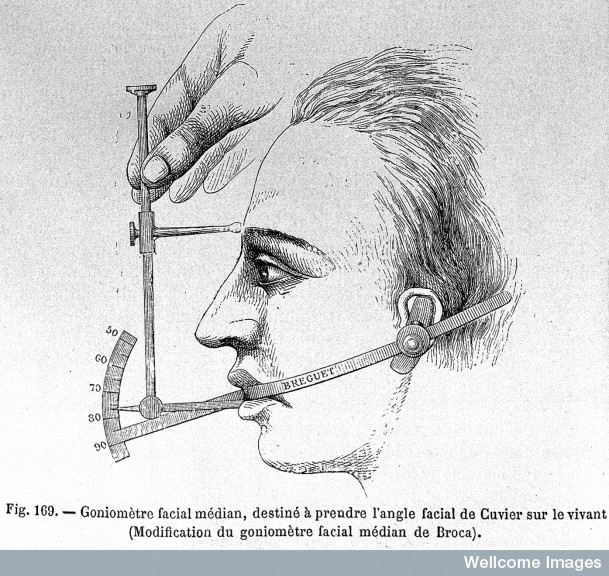 50
60
70
80
90
BREGUET
Fig. 169. — Goniomètre facial médian, destiné à prendre l'angle facial de Cuvier sur le vivant
(Modification du goniomètre facial médian de Broca).
Wellcome Images